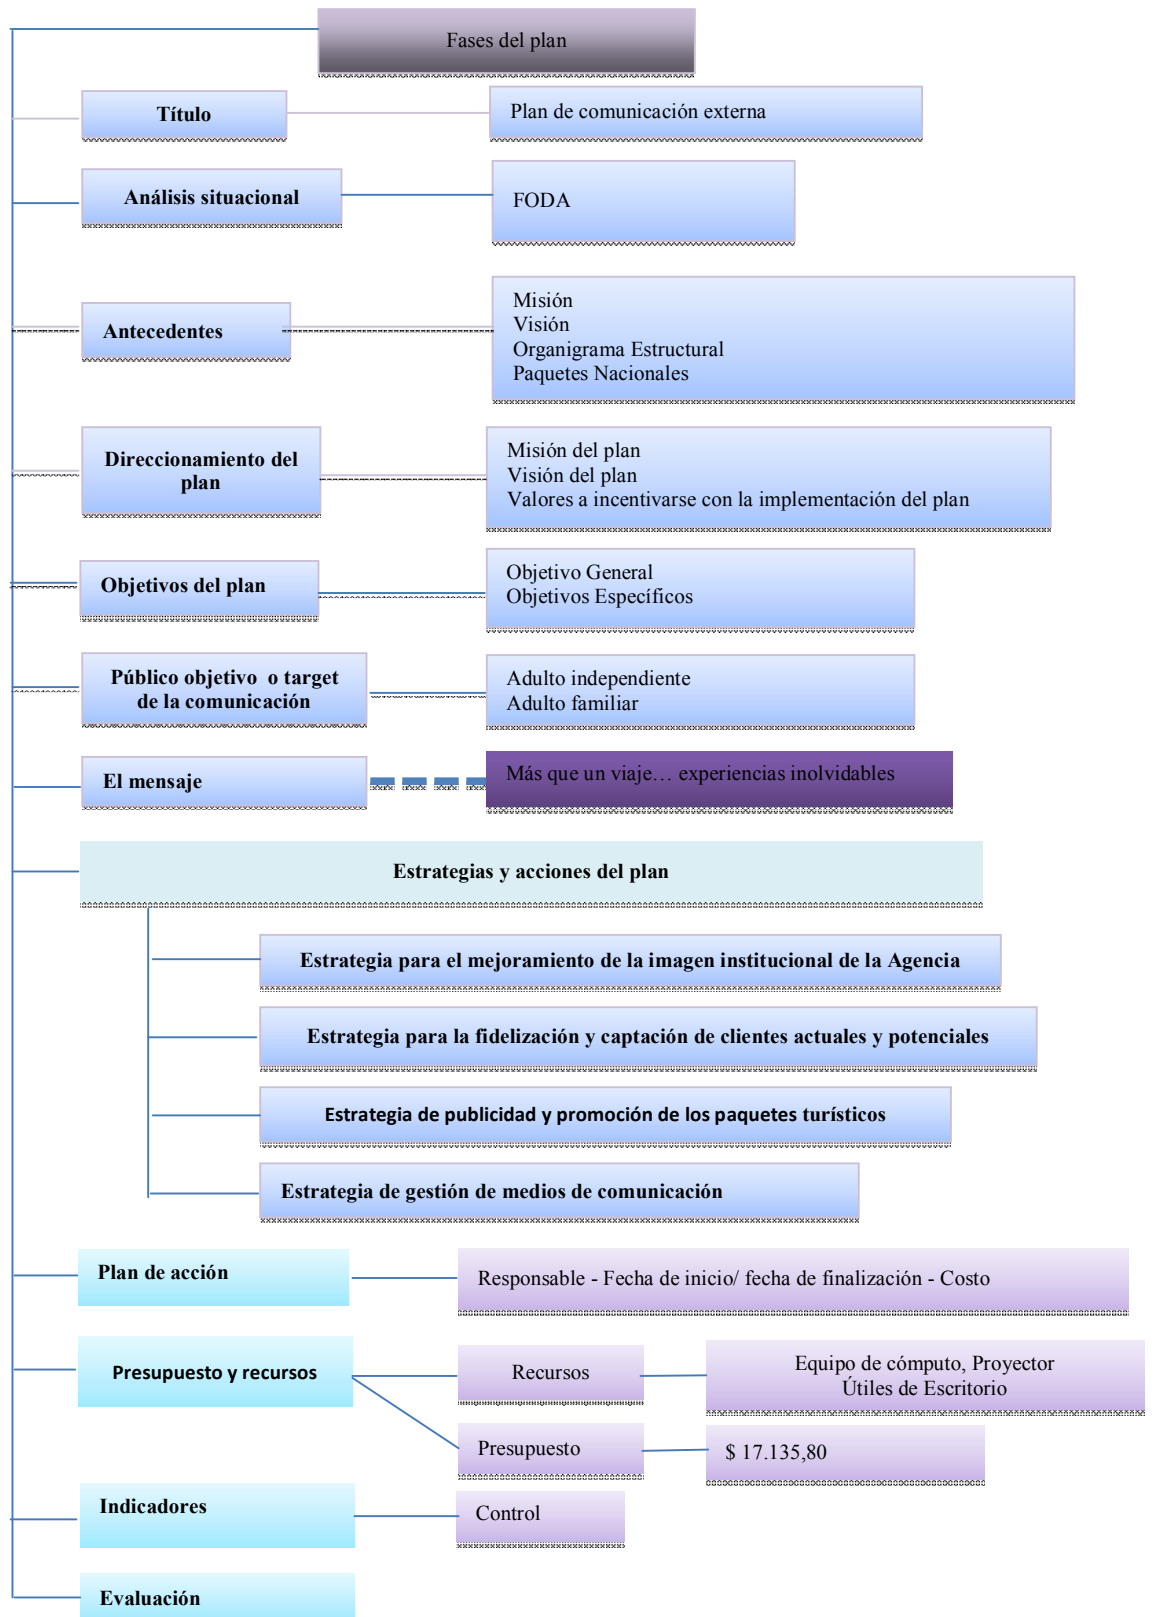 Fases del plan
Título
Plan de comunicación externa
Análisis situacional
FODA
Antecedentes
Misión
Visión
Organigrama Estructural
Paquetes Nacionales
Direccionamiento del
plan
Misión del plan
Visión del plan
Valores a incentivarse con la implementación del plan
Objetivos del plan
Objetivo General
Objetivos Específicos
Público objetivo o target
de la comunicación
Adulto independiente
Adulto familiar
El mensaje
Más que un viaje… experiencias inolvidables
Estrategias y acciones del plan
Estrategia para el mejoramiento de la imagen institucional de la Agencia
Estrategia para la fidelización y captación de clientes actuales y potenciales
Estrategia de publicidad y promoción de los paquetes turísticos
Estrategia de gestión de medios de comunicación
Plan de acción
Responsable - Fecha de inicio/ fecha de finalización - Costo
Presupuesto y recursos
Recursos
Equipo de cómputo, Proyector
Útiles de Escritorio
Presupuesto
$ 17.135,80
Indicadores
Control
Evaluación